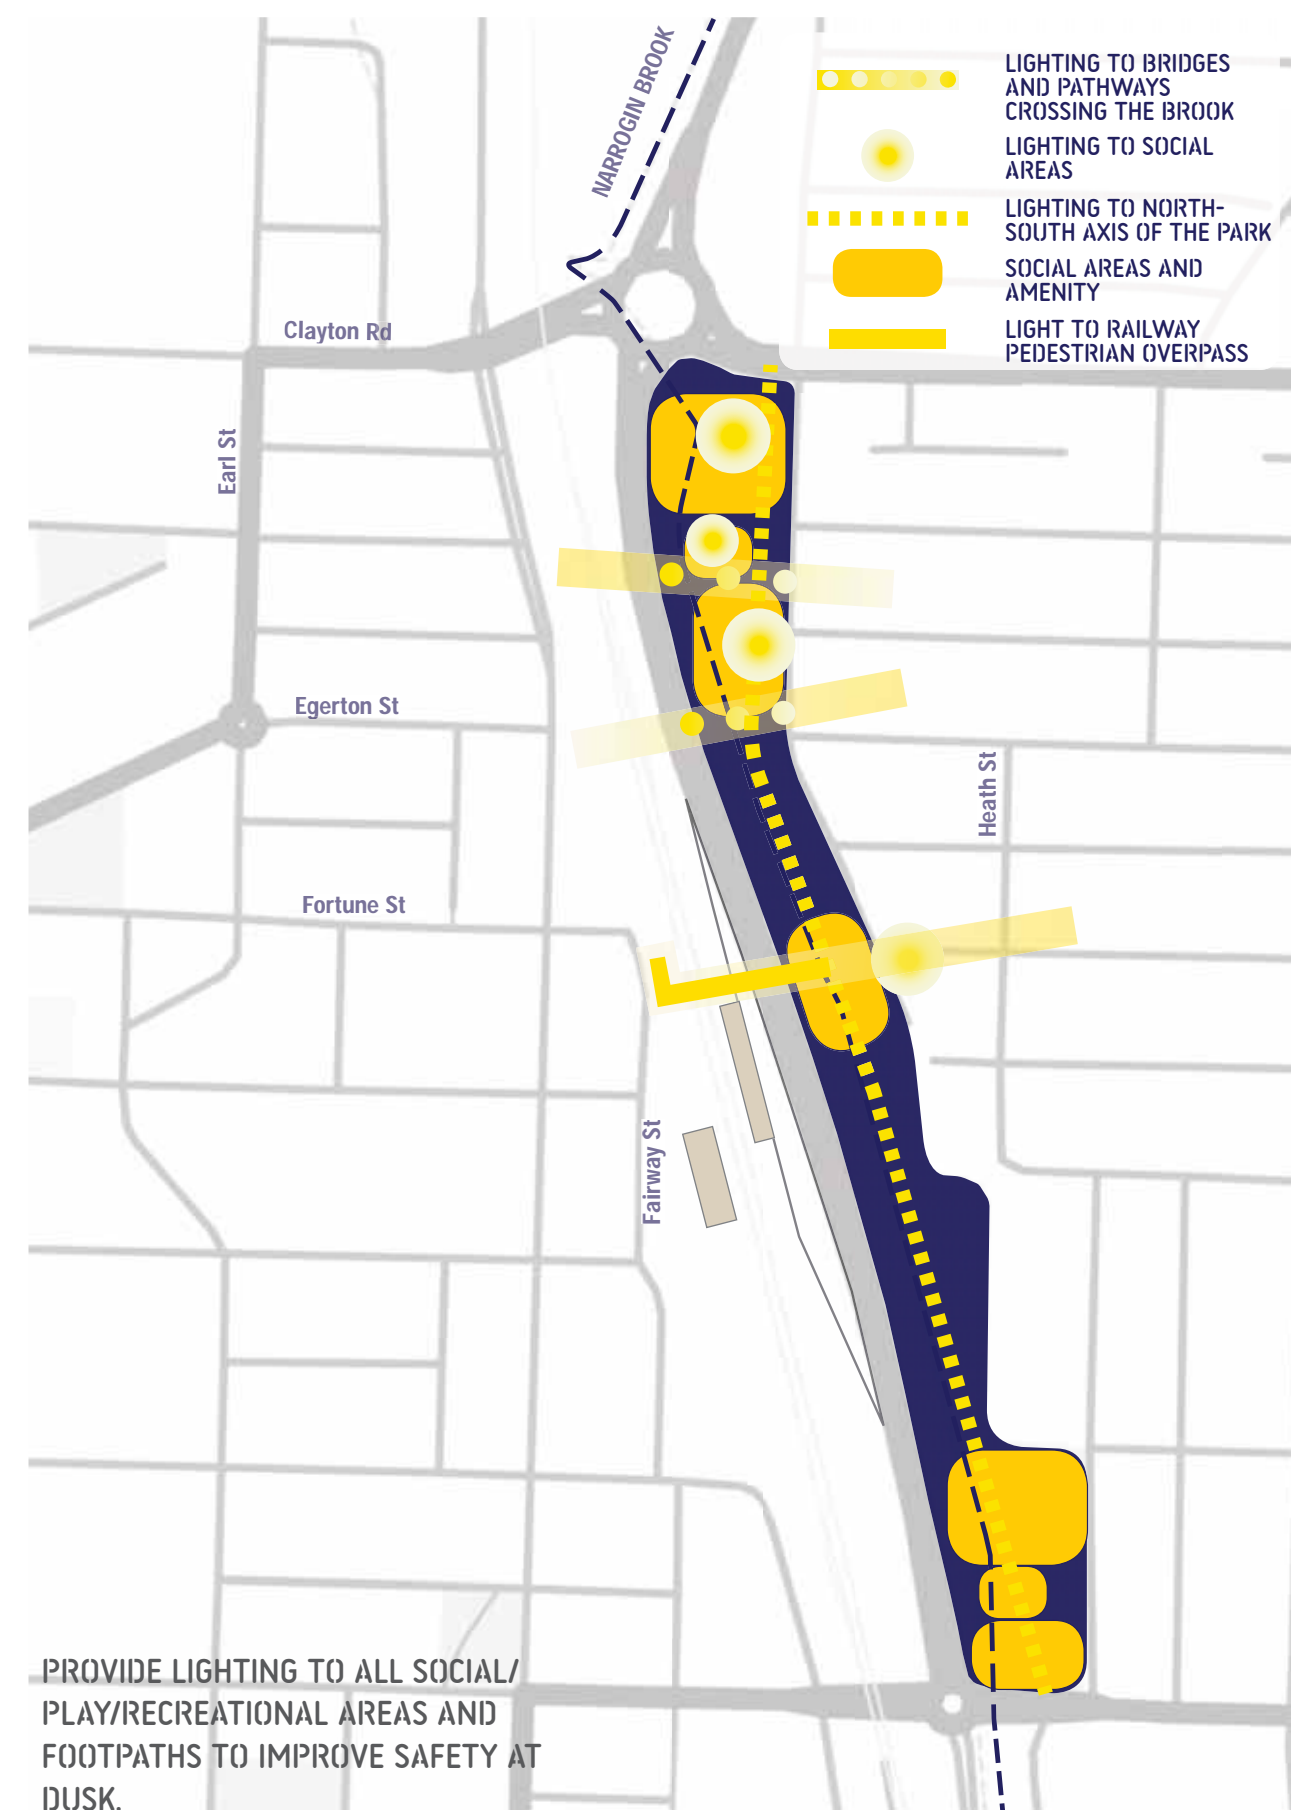 NARROGIN BROOK
LIGHTING TO BRIDGES
AND PATHWAYS
CROSSING THE BROOK
LIGHTING TO SOCIAL
AREAS
LIGHTING TO NORTH-
SOUTH AXIS OF THE PARK
SOCIAL AREAS AND
AMENITY
LIGHT TO RAILWAY
PEDESTRIAN OVERPASS
Clayton Rd
Earl St
Egerton St
Heath St
Fortune St
Fairway St
PROVIDE LIGHTING TO ALL SOCIAL/
PLAY/RECREATIONAL AREAS AND
FOOTPATHS TO IMPROVE SAFETY AT
DUSK.